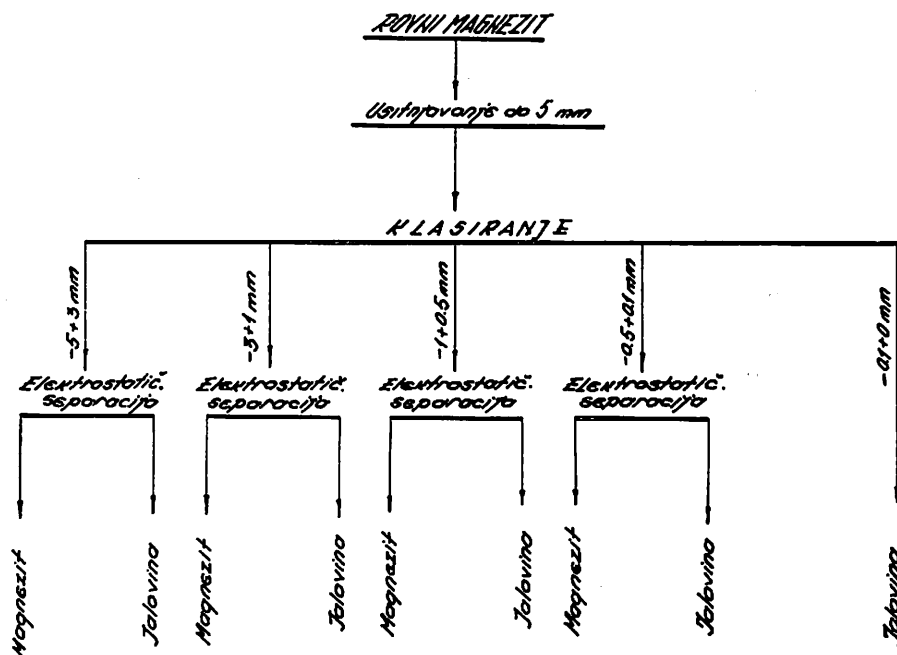 ROVNI MAGNEZIT
Usitnjavanje do 5 mm
KLASIRANJE
-5+3 mm
-3+1 mm
-1+0.5 mm
-0.5+0.1 mm
-0.1+0 mm
Elektrostatič.
separacija
Elektrostatič.
separacija
Elektrostatič.
separacija
Elektrostatič.
separacija
Magnezit
Jalovina
Magnezit
Jalovina
Magnezit
Jalovina
Magnezit
Jalovina
Jalovina